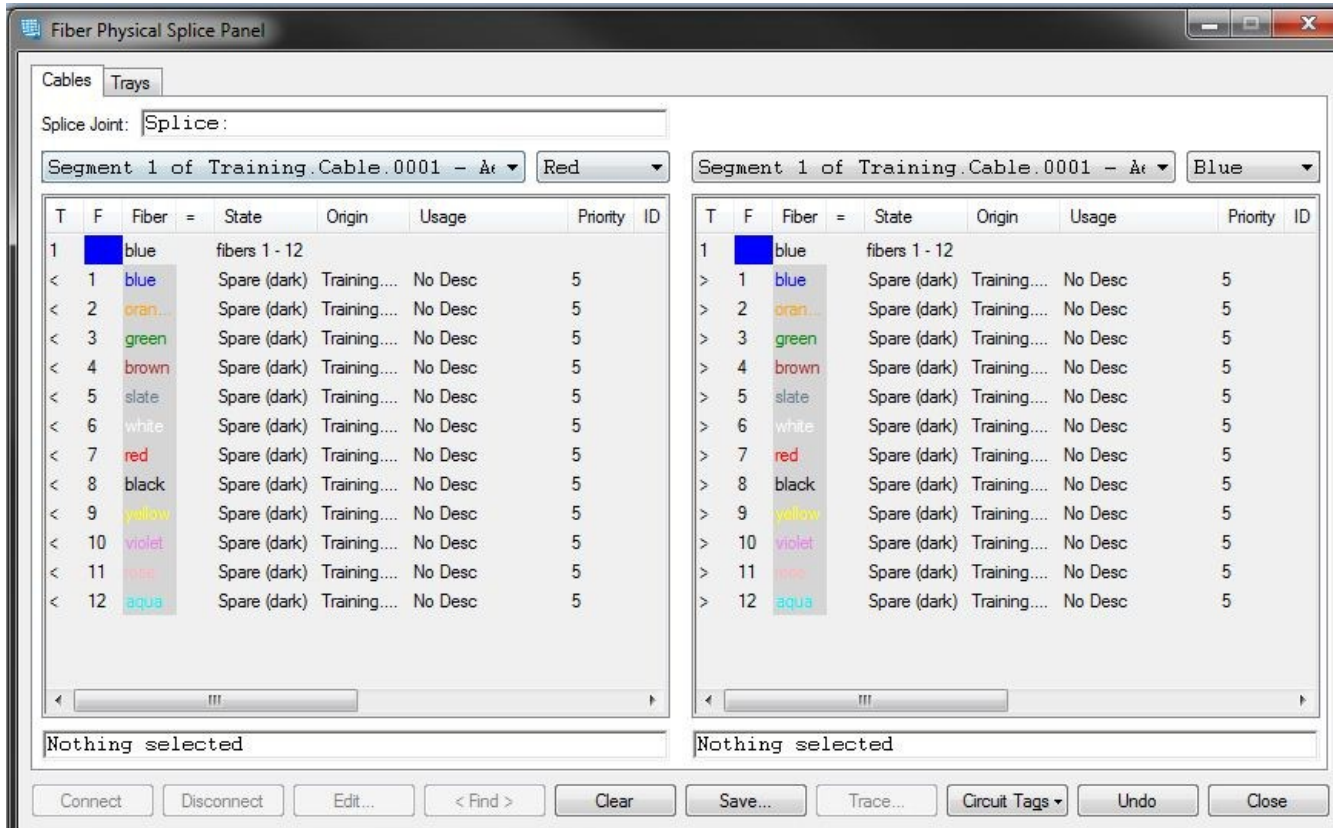 Fiber Physical Splice Panel
Cables Trays
Splice Joint: Splice:
Segment 1 of Training.Cable.0001 - Ae Red Segment 1 of Training.Cable.0001 - Ae Blue
T F Fiber = State Origin Usage Priority ID T F Fiber = State Origin Usage Priority ID
1 blue fibers 1 - 12 1 blue fibers 1 - 12
< 1 blue Spare (dark) Training.... No Desc 5 > 1 blue Spare (dark) Training.... No Desc 5
< 2 oran... Spare (dark) Training.... No Desc 5 > 2 oran... Spare (dark) Training.... No Desc 5
< 3 green Spare (dark) Training.... No Desc 5 > 3 green Spare (dark) Training.... No Desc 5
< 4 brown Spare (dark) Training.... No Desc 5 > 4 brown Spare (dark) Training.... No Desc 5
< 5 slate Spare (dark) Training.... No Desc 5 > 5 slate Spare (dark) Training.... No Desc 5
< 6 white Spare (dark) Training.... No Desc 5 > 6 white Spare (dark) Training.... No Desc 5
< 7 red Spare (dark) Training.... No Desc 5 > 7 red Spare (dark) Training.... No Desc 5
< 8 black Spare (dark) Training.... No Desc 5 > 8 black Spare (dark) Training.... No Desc 5
< 9 yellow Spare (dark) Training.... No Desc 5 > 9 yellow Spare (dark) Training.... No Desc 5
< 10 violet Spare (dark) Training.... No Desc 5 > 10 violet Spare (dark) Training.... No Desc 5
< 11 rose Spare (dark) Training.... No Desc 5 > 11 rose Spare (dark) Training.... No Desc 5
< 12 aqua Spare (dark) Training.... No Desc 5 > 12 aqua Spare (dark) Training.... No Desc 5
Nothing selected Nothing selected
Connect Disconnect Edit... < Find > Clear Save... Trace... Circuit Tags Undo Close